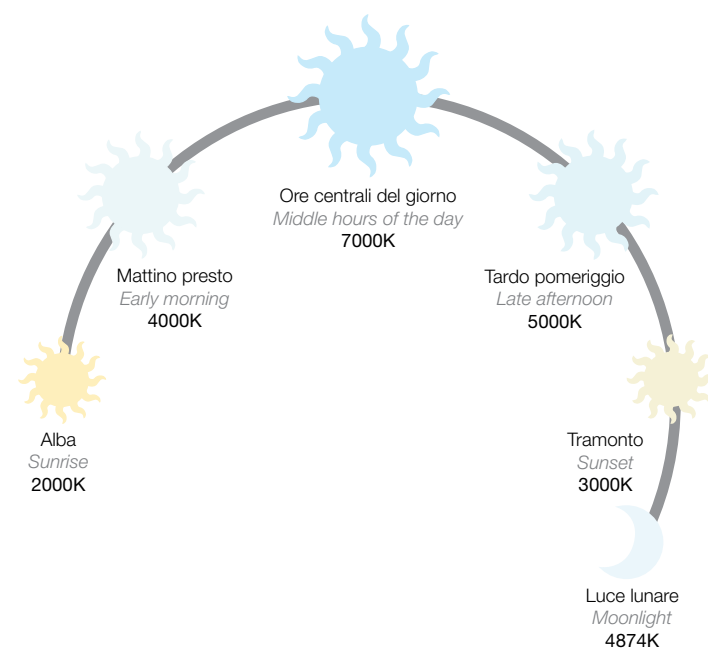 Ore centrali del giorno
Middle hours of the day
7000K
Mattino presto
Early morning
4000K
Tardo pomeriggio
Late afternoon
5000K
Alba
Sunrise
2000K
Tramonto
Sunset
3000K
Luce lunare
Moonlight
4874K